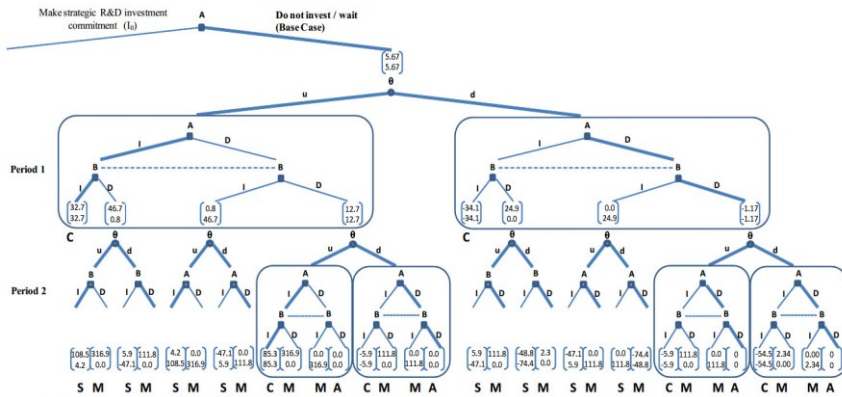 Make strategic R&D investment commitment (I₀)
A
Do not invest / wait
(Base Case)
5.67
5.67
θ
u d
A A
I D I D
Period 1 B B B B
I D I D I D I D
32.7 46.7 0.8 12.7 -34.1 24.9 0.0 -1.17
32.7 0.8 46.7 12.7 -34.1 0.0 24.9 -1.17
C θ θ θ θ θ θ
u d u d u d u d u d u d
Period 2 B B A A A A B B A A A A
I D I D I D I D I D I D I D I D I D I D I D I D
B B B B B B B B
I D I D I D I D I D I D I D I D
108.5 316.9 5.9 111.8 4.2 0.0 -47.1 0.0 85.3 316.9 0.0 0.0 -5.9 111.8 0.0 0.0 5.9 111.8 -48.8 2.3 -47.1 0.0 0.0 -74.4 -5.9 111.8 0.0 0 -54.5 2.34 0.00 0
4.2 0.0 -47.1 0.0 108.5 316.9 5.9 111.8 85.3 0.0 316.9 0.0 -5.9 0.0 111.8 0.0 -47.1 0.0 -74.4 0.0 5.9 111.8 111.8 -48.8 -5.9 0.0 111.8 0 -54.5 0.00 2.34 0
S M S M S M S M C M M A C M M A S M S M S M S M C M M A C M M A